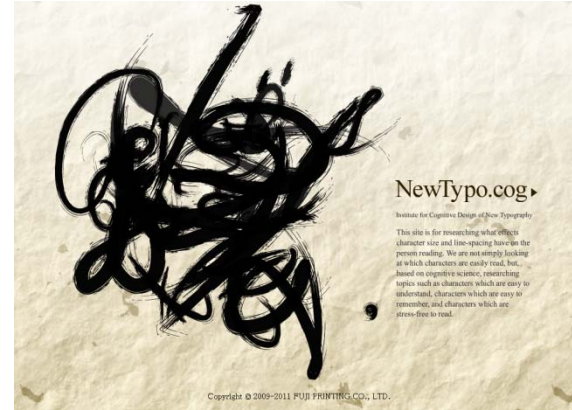 NewTypo.cog
Institute for Cognitive Design of New Typography
This site is for researching what effects
character size and line-spacing have on the
person reading. We are not simply looking
at which characters are easily read, but,
based on cognitive science, researching
topics such as characters which are easy to
understand, characters which are easy to
remember, and characters which are
stress-free to read.
Copyright © 2009-2011 FUJI PRINTING CO., LTD.